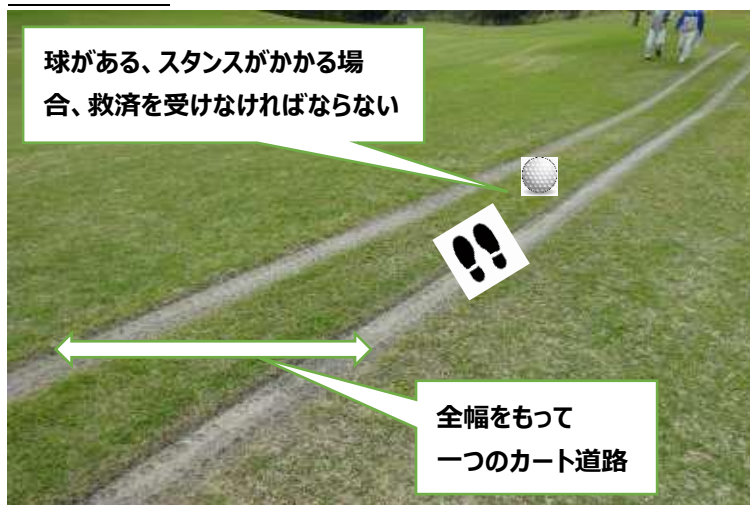 球がある、スタンスがかかる場
合、救済を受けなければならない
全幅をもって
一つのカート道路